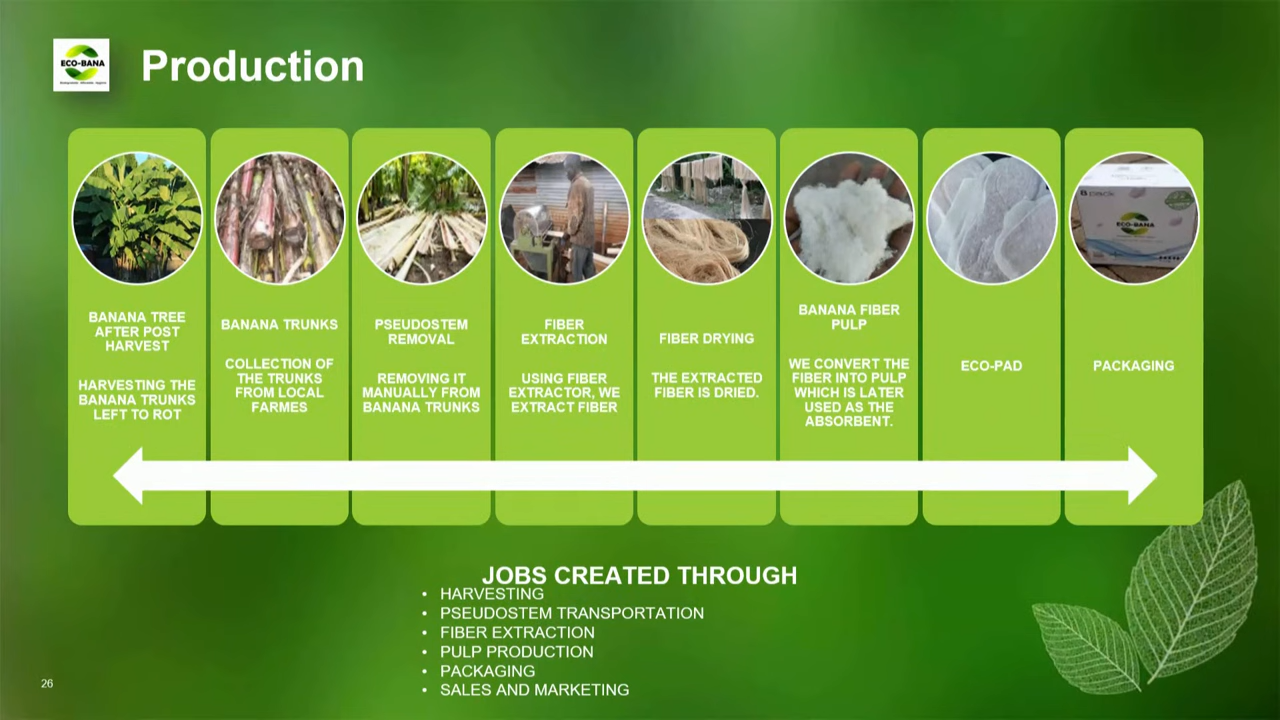 ECO-BANA
Production
BANANA TREE
AFTER POST
HARVEST
HARVESTING THE
BANANA TRUNKS
LEFT TO ROT
BANANA TRUNKS
COLLECTION OF
THE TRUNKS
FROM LOCAL
FARMES
PSEUDOSTEM
REMOVAL
REMOVING IT
MANUALLY FROM
BANANA TRUNKS
FIBER
EXTRACTION
USING FIBER
EXTRACTOR, WE
EXTRACT FIBER
FIBER DRYING
THE EXTRACTED
FIBER IS DRIED.
BANANA FIBER
PULP
WE CONVERT THE
FIBER INTO PULP
WHICH IS LATER
USED AS THE
ABSORBENT.
ECO-PAD
ECO-BANA
PACKAGING
JOBS CREATED THROUGH
• HARVESTING
• PSEUDOSTEM TRANSPORTATION
• FIBER EXTRACTION
• PULP PRODUCTION
• PACKAGING
• SALES AND MARKETING
26